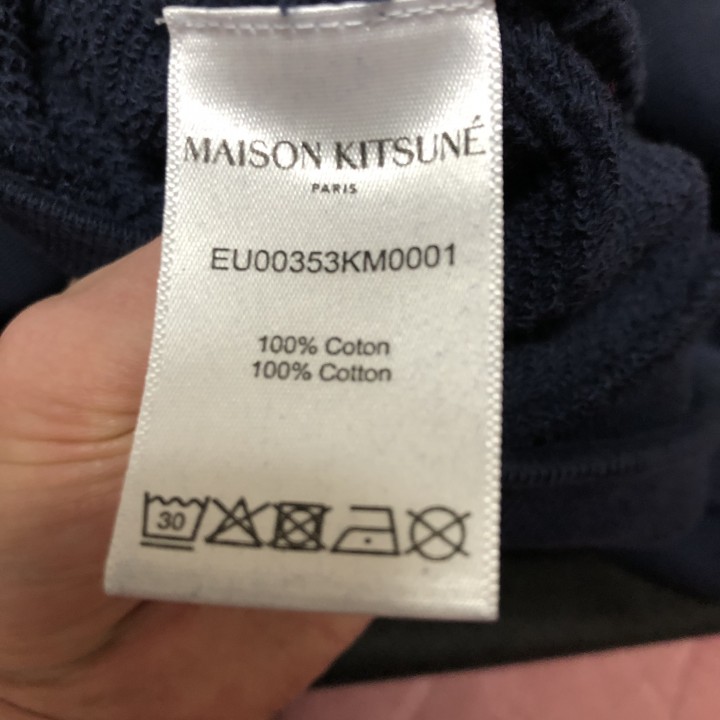 MAISON KITSUNÉ
PARIS
EU00353KM0001
100% Coton
100% Cotton
30